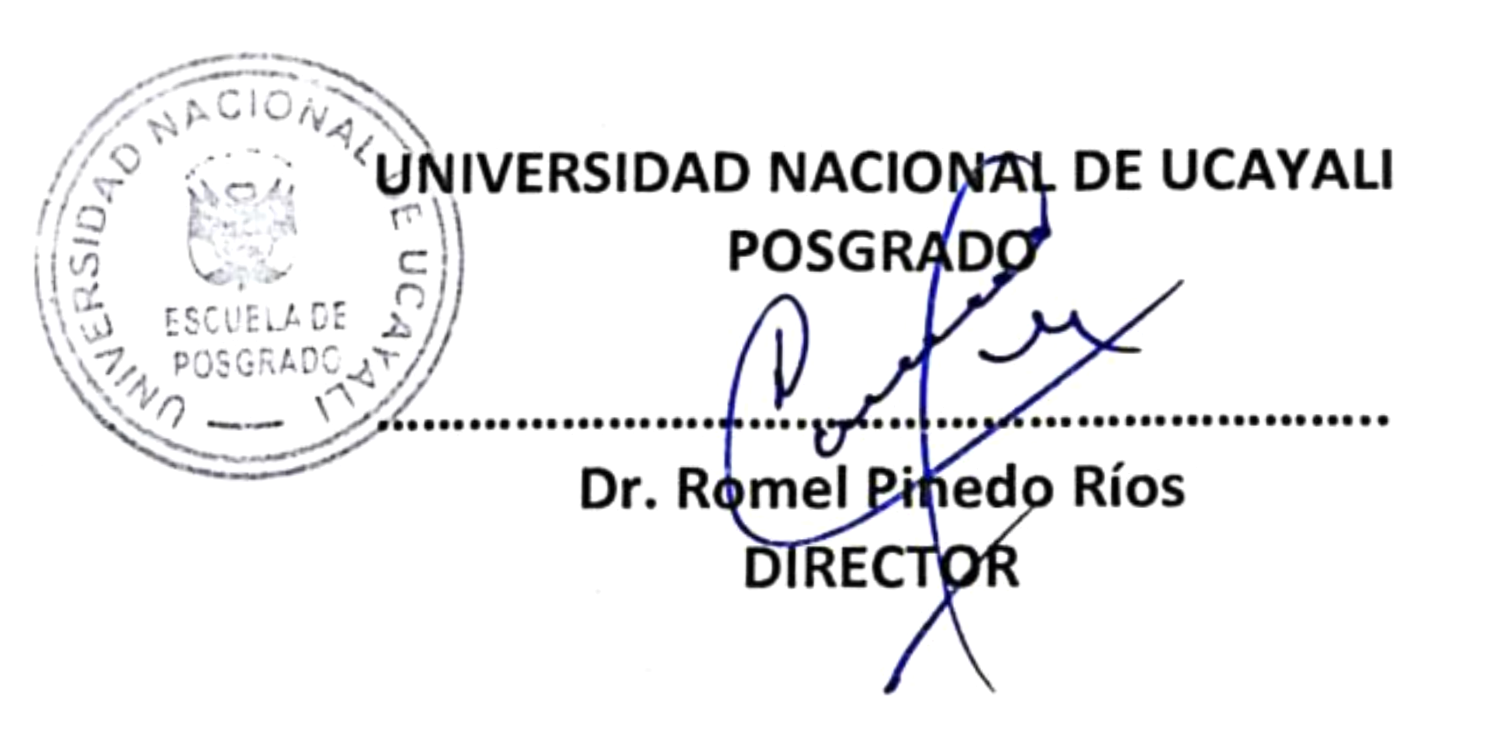 UNIVERSIDAD NACIONAL DE UCAYALI
ESCUELA DE
POSGRADO
UNIVERSIDAD NACIONAL DE UCAYALI
POSGRADO
Dr. Romel Pinedo Ríos
DIRECTOR